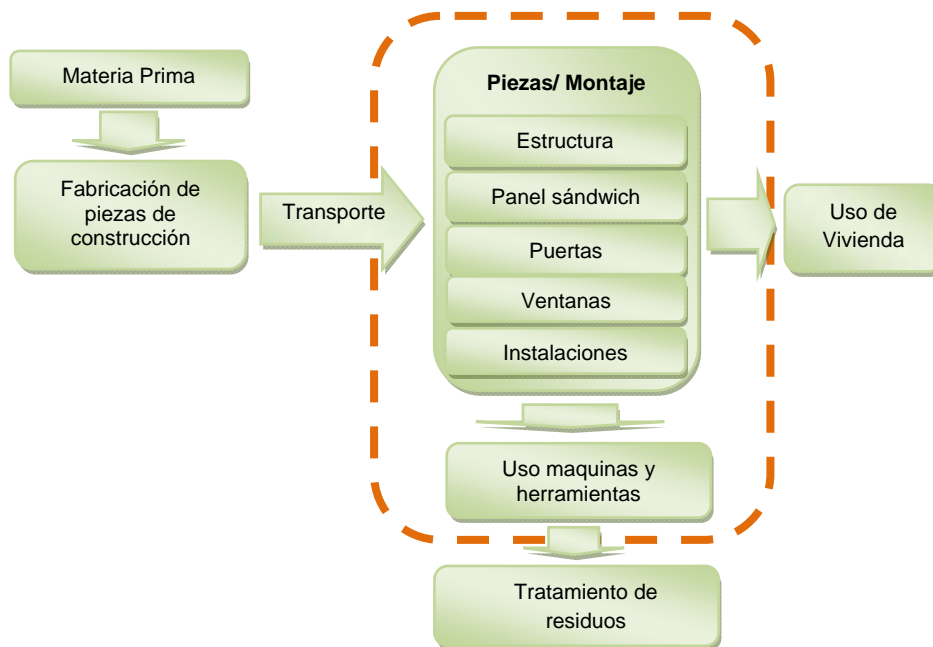 Materia Prima
Fabricación de
piezas de
construcción
Transporte
Piezas/ Montaje
Estructura
Panel sándwich
Puertas
Ventanas
Instalaciones
Uso maquinas y
herramientas
Tratamiento de
residuos
Uso de
Vivienda